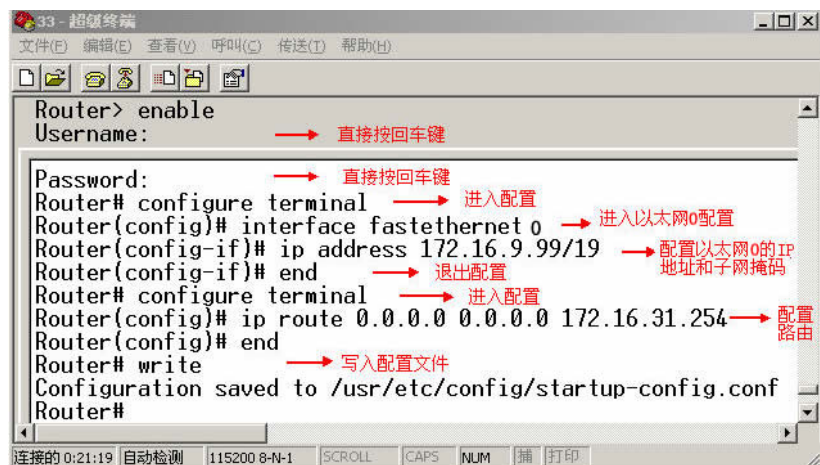 33 - 超级终端
文件(F) 编辑(E) 查看(V) 呼叫(C) 传送(T) 帮助(H)
Router> enable
Username: 直接按回车键
Password: 直接按回车键
Router# configure terminal 进入配置
Router(config)# interface fastethernet 0 进入以太网0配置
Router(config-if)# ip address 172.16.9.99/19 配置以太网0的IP
地址和子网掩码
Router(config-if)# end 退出配置
Router# configure terminal 进入配置
Router(config)# ip route 0.0.0.0 0.0.0.0 172.16.31.254 配置
路由
Router(config)# end
Router# write 写入配置文件
Configuration saved to /usr/etc/config/startup-config.conf
Router#
连接的 0:21:19 自动检测 115200 8-N-1 SCROLL CAPS NUM 捕 打印